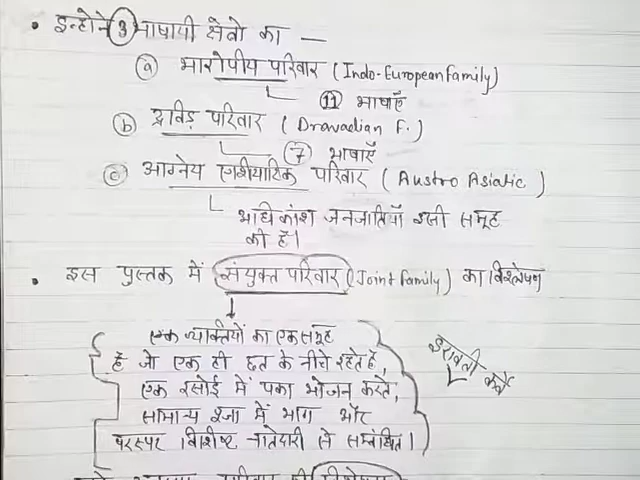 • इन्होने 3 भाषायी क्षेत्रो का —
(a) भारोपीय परिवार (Indo-European Family)
(11) भाषाएँ
(b) द्रविड़ परिवार (Dravadian F.)
(7) भाषाएँ
(c) आग्नेय एशीयाटिक परिवार (Austro Asiatic)
अधिकांश जनजातियाँ इसी समूह
की हैं।
• इस पुस्तक में संयुक्त परिवार (Joint family) का विश्लेषण
एक व्यक्तियों का एक समूह
है जो एक ही छत के नीचे रहते है,
एक रसोई में पका भोजन करते,
इरावती कर्वे
सामान्य पूजा में भाग और
परस्पर विशिष्ट नातेदारी से सम्बंधित।